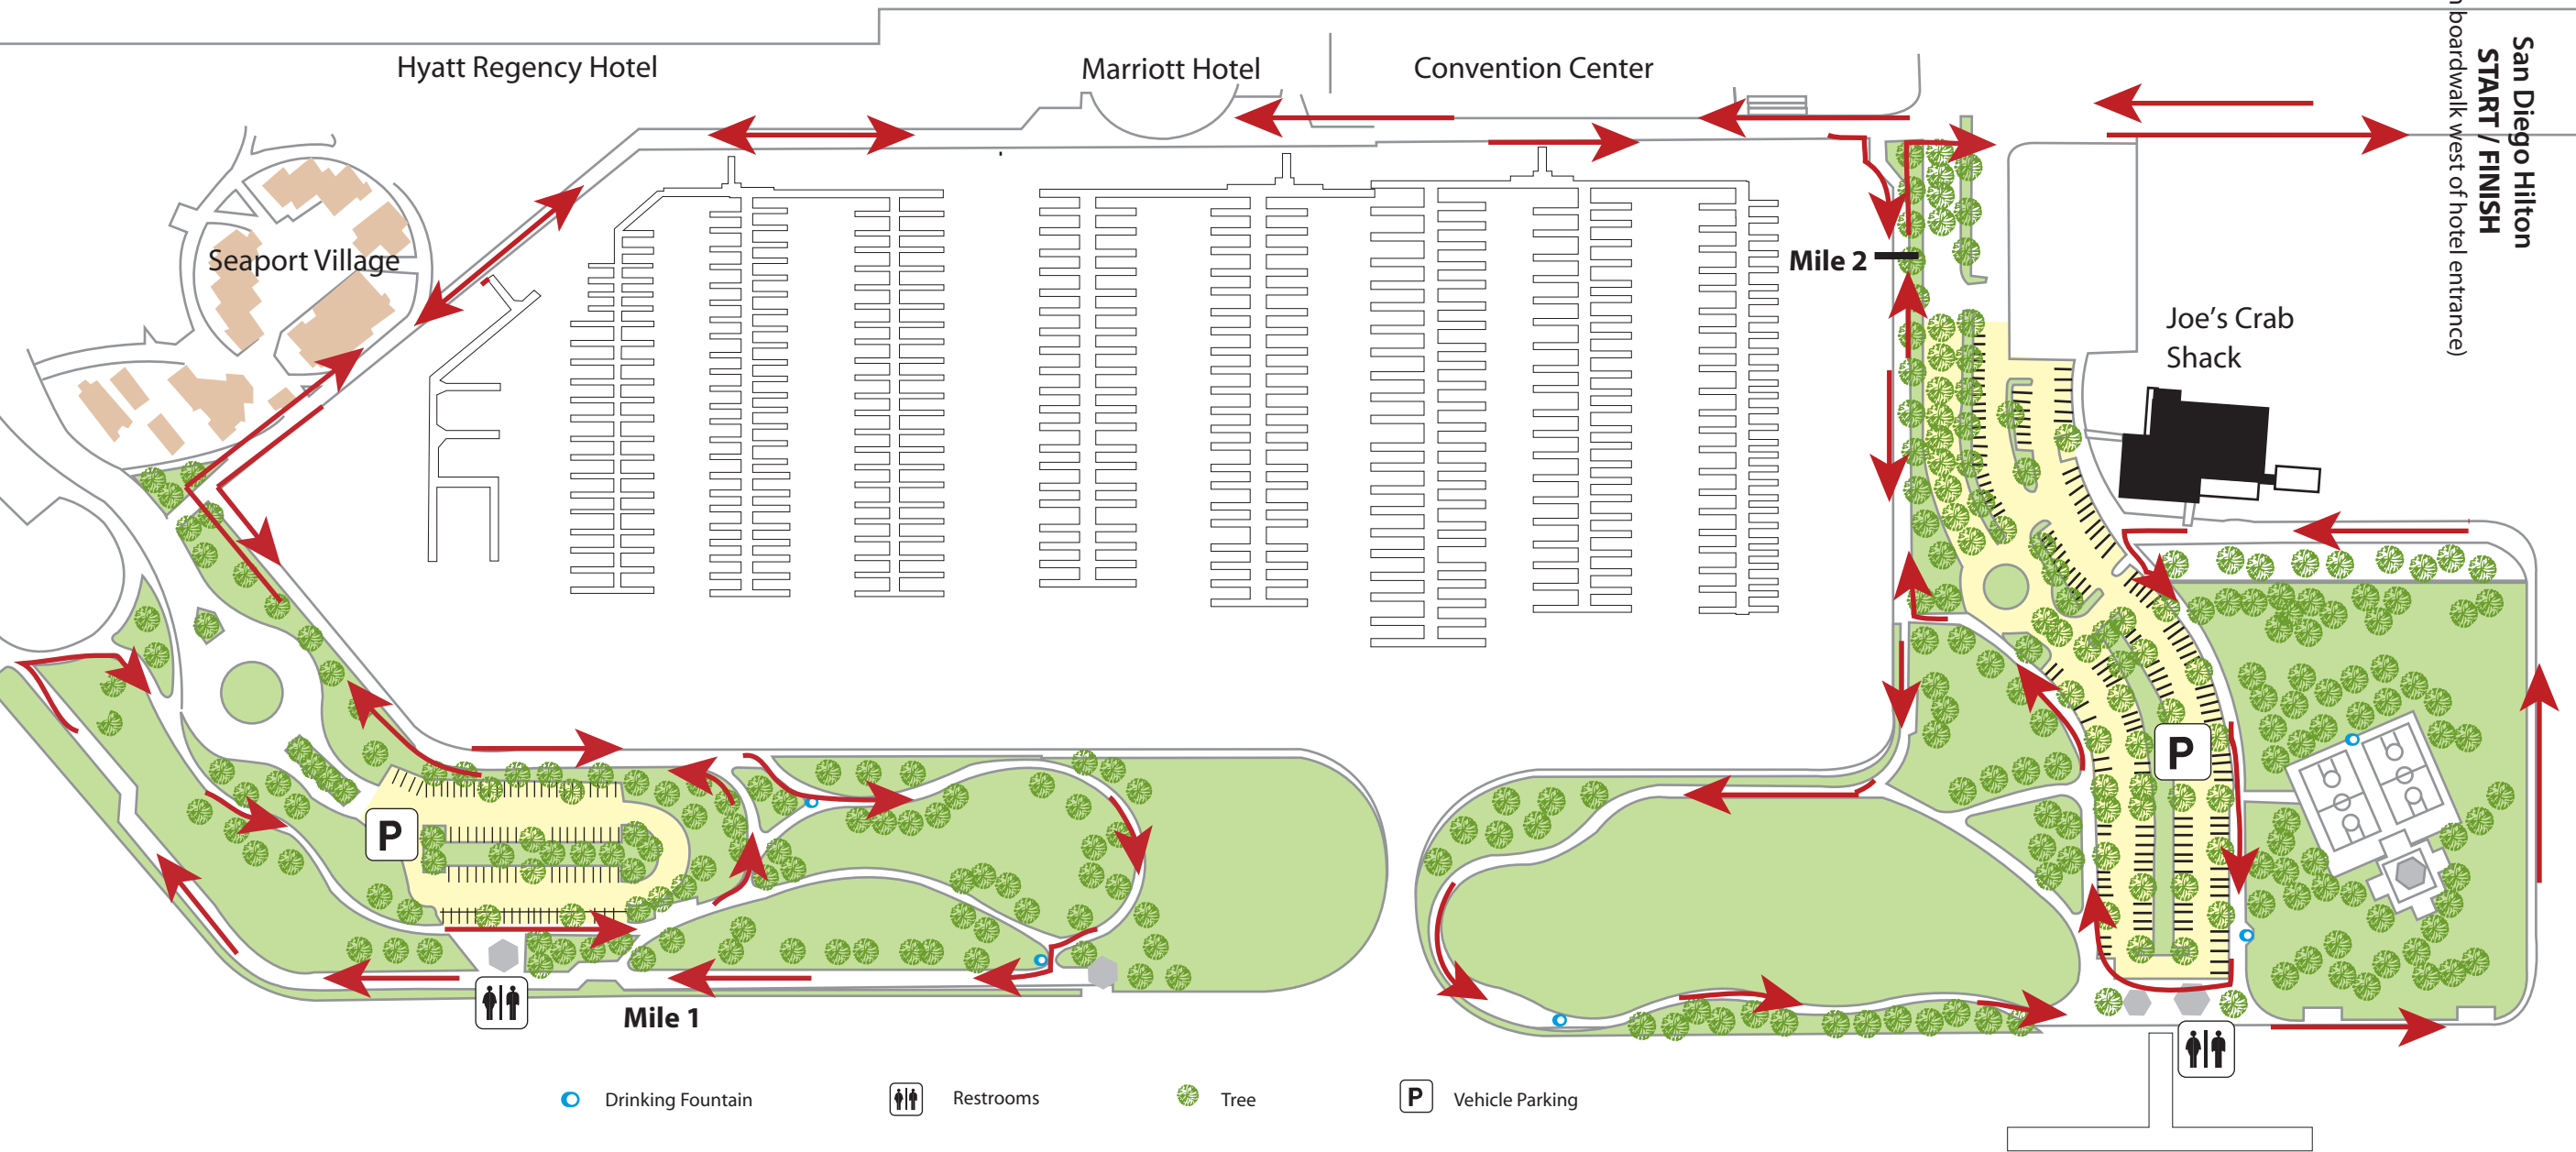 Hyatt Regency Hotel
Marriott Hotel
Convention Center
San Diego Hilton
START / FINISH
boardwalk west of hotel entrance)
Seaport Village
Mile 2
Joe's Crab
Shack
P
P
Mile 1
Drinking Fountain
Restrooms
Tree
P
Vehicle Parking